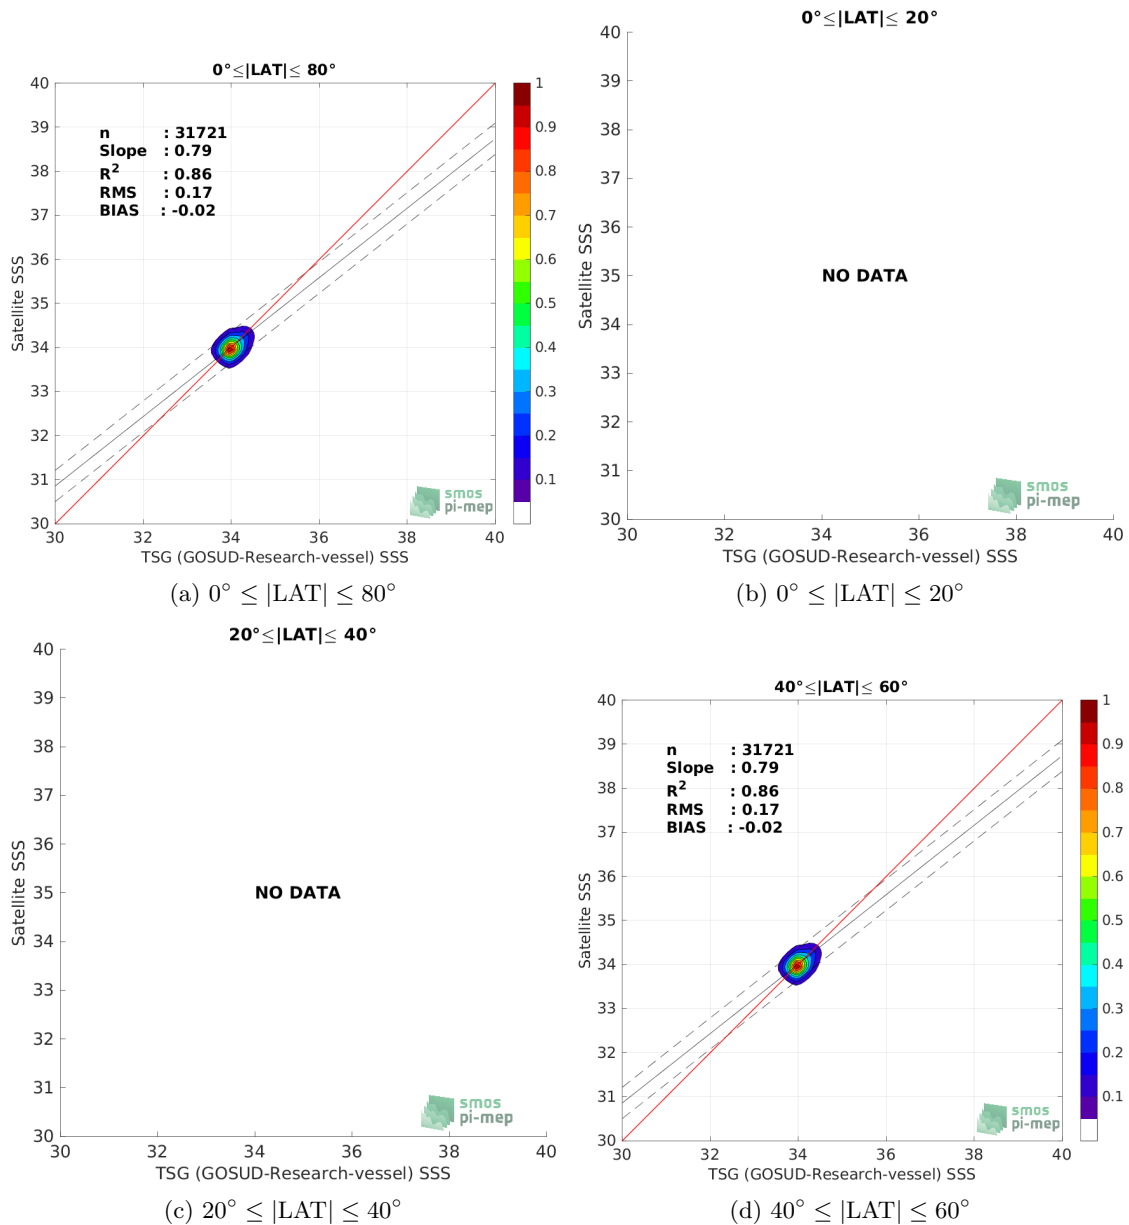 0°≤|LAT|≤ 80°
40
39
38
37
36
35
34
33
32
31
30
Satellite SSS
n : 31721
Slope : 0.79
R² : 0.86
RMS : 0.17
BIAS : -0.02
1
0.9
0.8
0.7
0.6
0.5
0.4
0.3
0.2
0.1
smos
pi-mep
30 32 34 36 38 40
TSG (GOSUD-Research-vessel) SSS
(a) 0° ≤ |LAT| ≤ 80°
0°≤|LAT|≤ 20°
40
39
38
37
36
35
34
33
32
31
30
Satellite SSS
NO DATA
smos
pi-mep
30 32 34 36 38 40
TSG (GOSUD-Research-vessel) SSS
(b) 0° ≤ |LAT| ≤ 20°
20°≤|LAT|≤ 40°
40
39
38
37
36
35
34
33
32
31
30
Satellite SSS
NO DATA
smos
pi-mep
30 32 34 36 38 40
TSG (GOSUD-Research-vessel) SSS
(c) 20° ≤ |LAT| ≤ 40°
40°≤|LAT|≤ 60°
40
39
38
37
36
35
34
33
32
31
30
Satellite SSS
n : 31721
Slope : 0.79
R² : 0.86
RMS : 0.17
BIAS : -0.02
1
0.9
0.8
0.7
0.6
0.5
0.4
0.3
0.2
0.1
smos
pi-mep
30 32 34 36 38 40
TSG (GOSUD-Research-vessel) SSS
(d) 40° ≤ |LAT| ≤ 60°